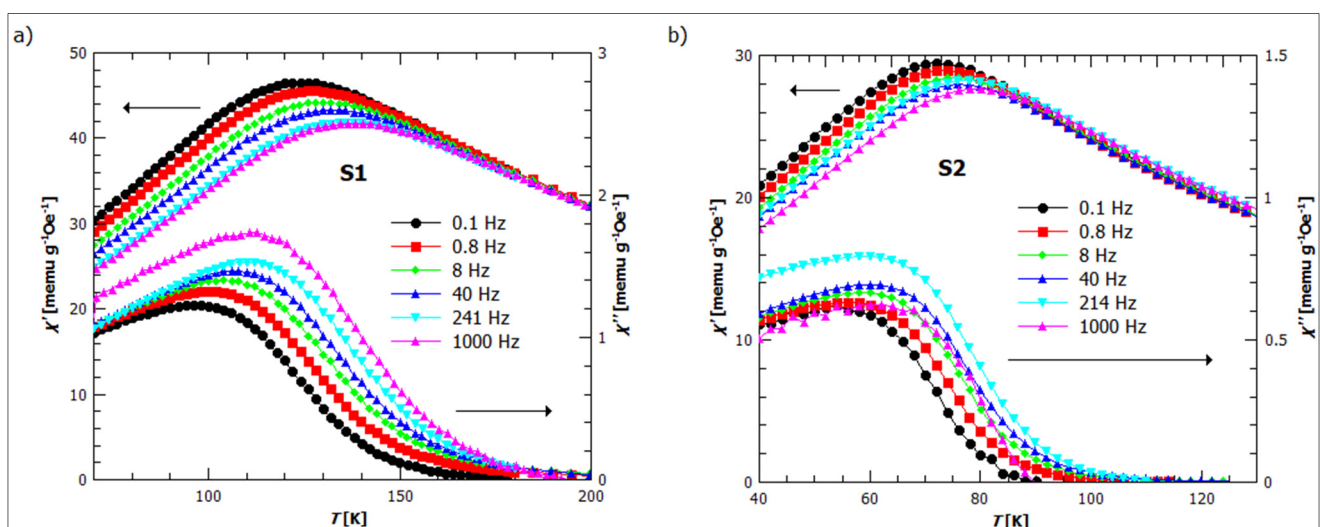 a)
50
40
30
20
10
0
χ' [memu g⁻¹Oe⁻¹]
3
2
1
0
χ'' [memu g⁻¹Oe⁻¹]
S1
0.1 Hz
0.8 Hz
8 Hz
40 Hz
241 Hz
1000 Hz
100 150 200
T [K]
b)
30
20
10
0
χ' [memu g⁻¹Oe⁻¹]
1.5
1
0.5
0
χ'' [memu g⁻¹Oe⁻¹]
S2
0.1 Hz
0.8 Hz
8 Hz
40 Hz
214 Hz
1000 Hz
40 60 80 100 120
T [K]